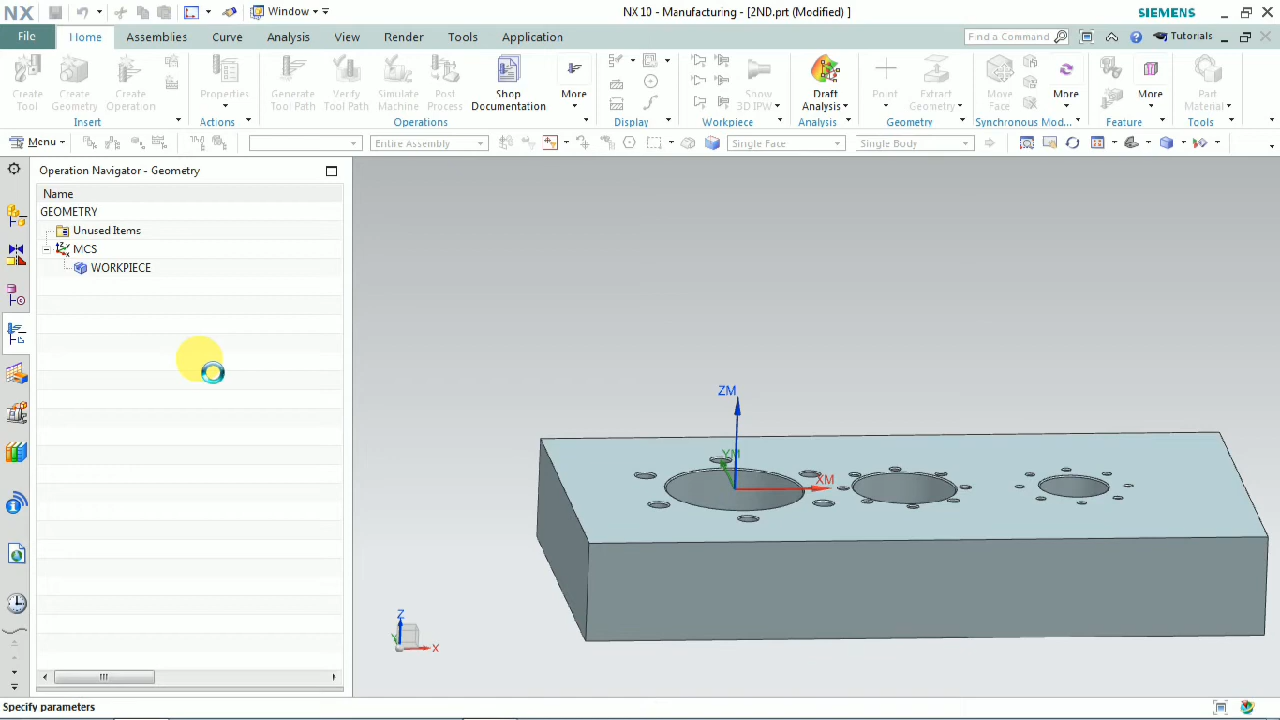 NX
Window
NX 10 - Manufacturing - [2ND.prt (Modified) ]
SIEMENS
File
Home
Assemblies
Curve
Analysis
View
Render
Tools
Application
Find a Command
Tutorials
Create Tool
Create Geometry
Create Operation
Properties
Generate Tool Path
Verify Tool Path
Simulate Machine
Post Process
Shop Documentation
More
Show 3D IPW
Draft Analysis
Point
Extract Geometry
Move Face
More
More
Part Material
Insert
Actions
Operations
Display
Workpiece
Analysis
Geometry
Synchronous Mod...
Feature
Tools
Menu
Entire Assembly
Single Face
Single Body
Operation Navigator - Geometry
Name
GEOMETRY
Unused Items
MCS
WORKPIECE
ZM
YM
XM
Z
Y
X
Specify parameters